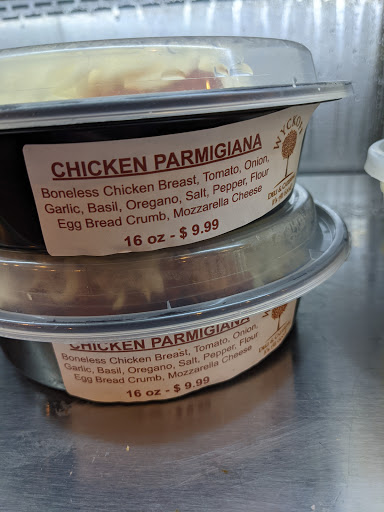 CHICKEN PARMIGIANA
Boneless Chicken Breast, Tomato, Onion,
Garlic, Basil, Oregano, Salt, Pepper, Flour
Egg Bread Crumb, Mozzarella Cheese
16 oz - $ 9.99
WYCKOFF
CHICKEN PARMIGIANA
Boneless Chicken Breast, Tomato, Onion,
Garlic, Basil, Oregano, Salt, Pepper, Flour
Egg Bread Crumb, Mozzarella Cheese
16 oz - $ 9.99